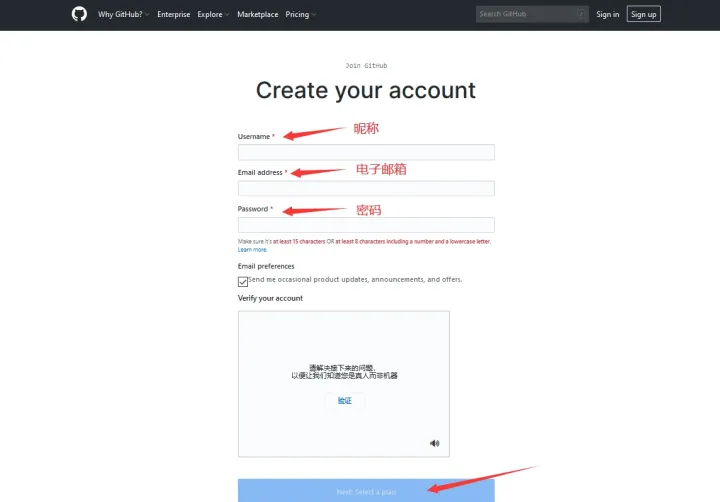 Why GitHub? Enterprise Explore Marketplace Pricing Search GitHub / Sign in Sign up
Join GitHub
Create your account
Username * 昵称
Email address * 电子邮箱
Password * 密码
Make sure it's at least 15 characters OR at least 8 characters including a number and a lowercase letter.
Learn more.
Email preferences
Send me occasional product updates, announcements, and offers.
Verify your account
请解决接下来的问题，
以便让我们知道您是真人而非机器
验证
Next: Select a plan